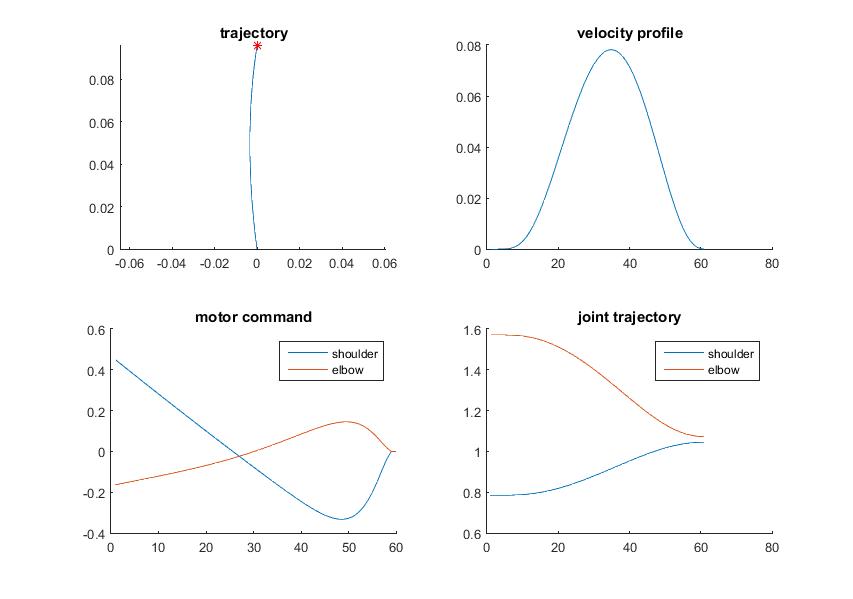 trajectory
0.08
0.06
0.04
0.02
0
-0.06 -0.04 -0.02 0 0.02 0.04 0.06
velocity profile
0.08
0.06
0.04
0.02
0
0 20 40 60 80
motor command
0.6
shoulder
elbow
0.4
0.2
0
-0.2
-0.4
0 10 20 30 40 50 60
joint trajectory
1.6
shoulder
elbow
1.4
1.2
1
0.8
0.6
0 20 40 60 80